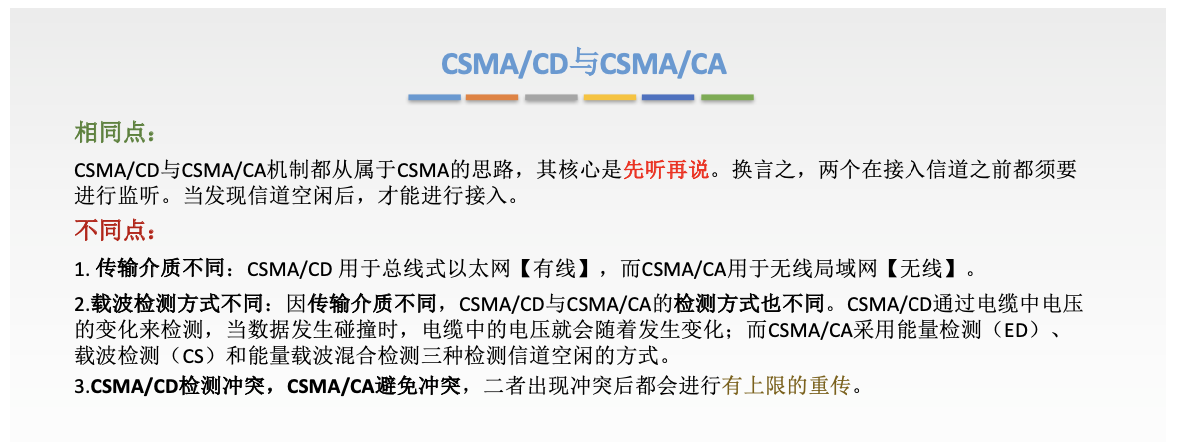 CSMA/CD与CSMA/CA
相同点：
CSMA/CD与CSMA/CA机制都从属于CSMA的思路，其核心是先听再说。换言之，两个在接入信道之前都须要
进行监听。当发现信道空闲后，才能进行接入。
不同点：
1. 传输介质不同：CSMA/CD 用于总线式以太网【有线】，而CSMA/CA用于无线局域网【无线】。
2.载波检测方式不同：因传输介质不同，CSMA/CD与CSMA/CA的检测方式也不同。CSMA/CD通过电缆中电压
的变化来检测，当数据发生碰撞时，电缆中的电压就会随着发生变化；而CSMA/CA采用能量检测（ED）、
载波检测（CS）和能量载波混合检测三种检测信道空闲的方式。
3.CSMA/CD检测冲突，CSMA/CA避免冲突，二者出现冲突后都会进行有上限的重传。